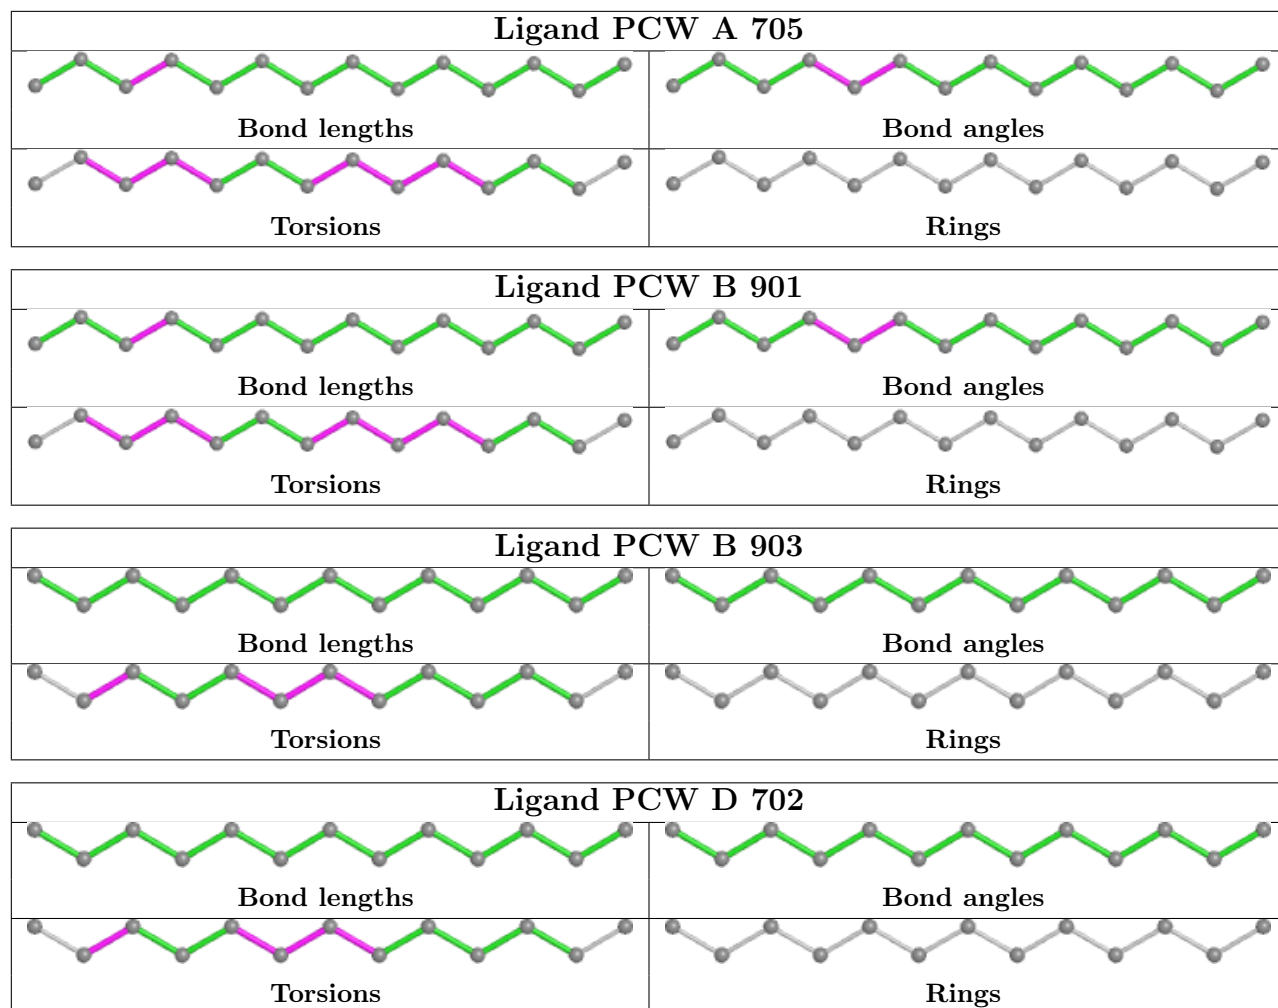 Ligand PCW A 705
Bond lengths
Bond angles
Torsions
Rings
Ligand PCW B 901
Bond lengths
Bond angles
Torsions
Rings
Ligand PCW B 903
Bond lengths
Bond angles
Torsions
Rings
Ligand PCW D 702
Bond lengths
Bond angles
Torsions
Rings